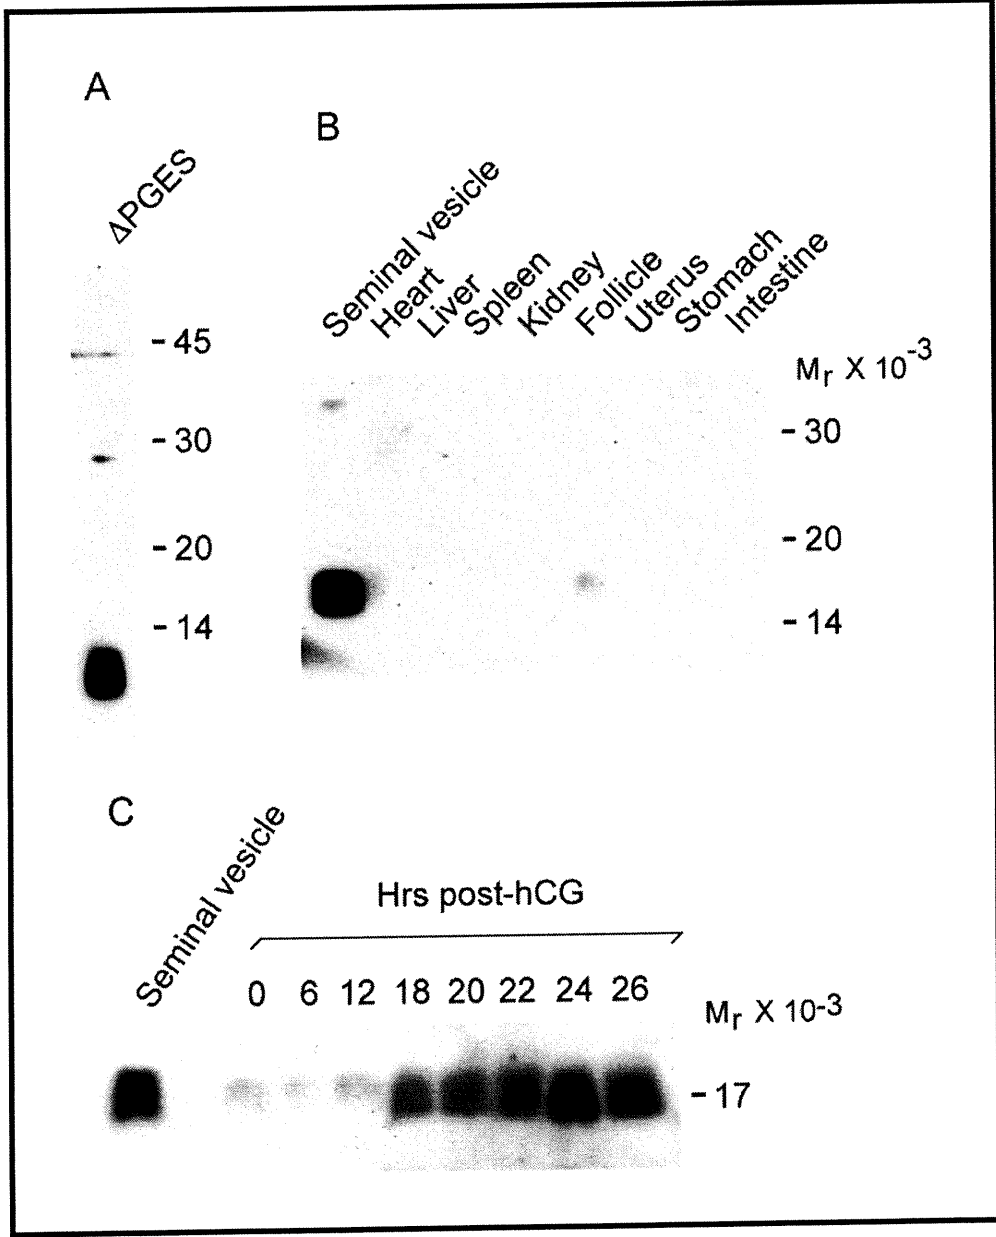 A
ΔPGES
- 45
- 30
- 20
- 14
B
Seminal vesicle
Heart
Liver
Spleen
Kidney
Follicle
Uterus
Stomach
Intestine
Mr X 10-3
- 30
- 20
- 14
C
Seminal vesicle
Hrs post-hCG
0 6 12 18 20 22 24 26
Mr X 10-3
- 17